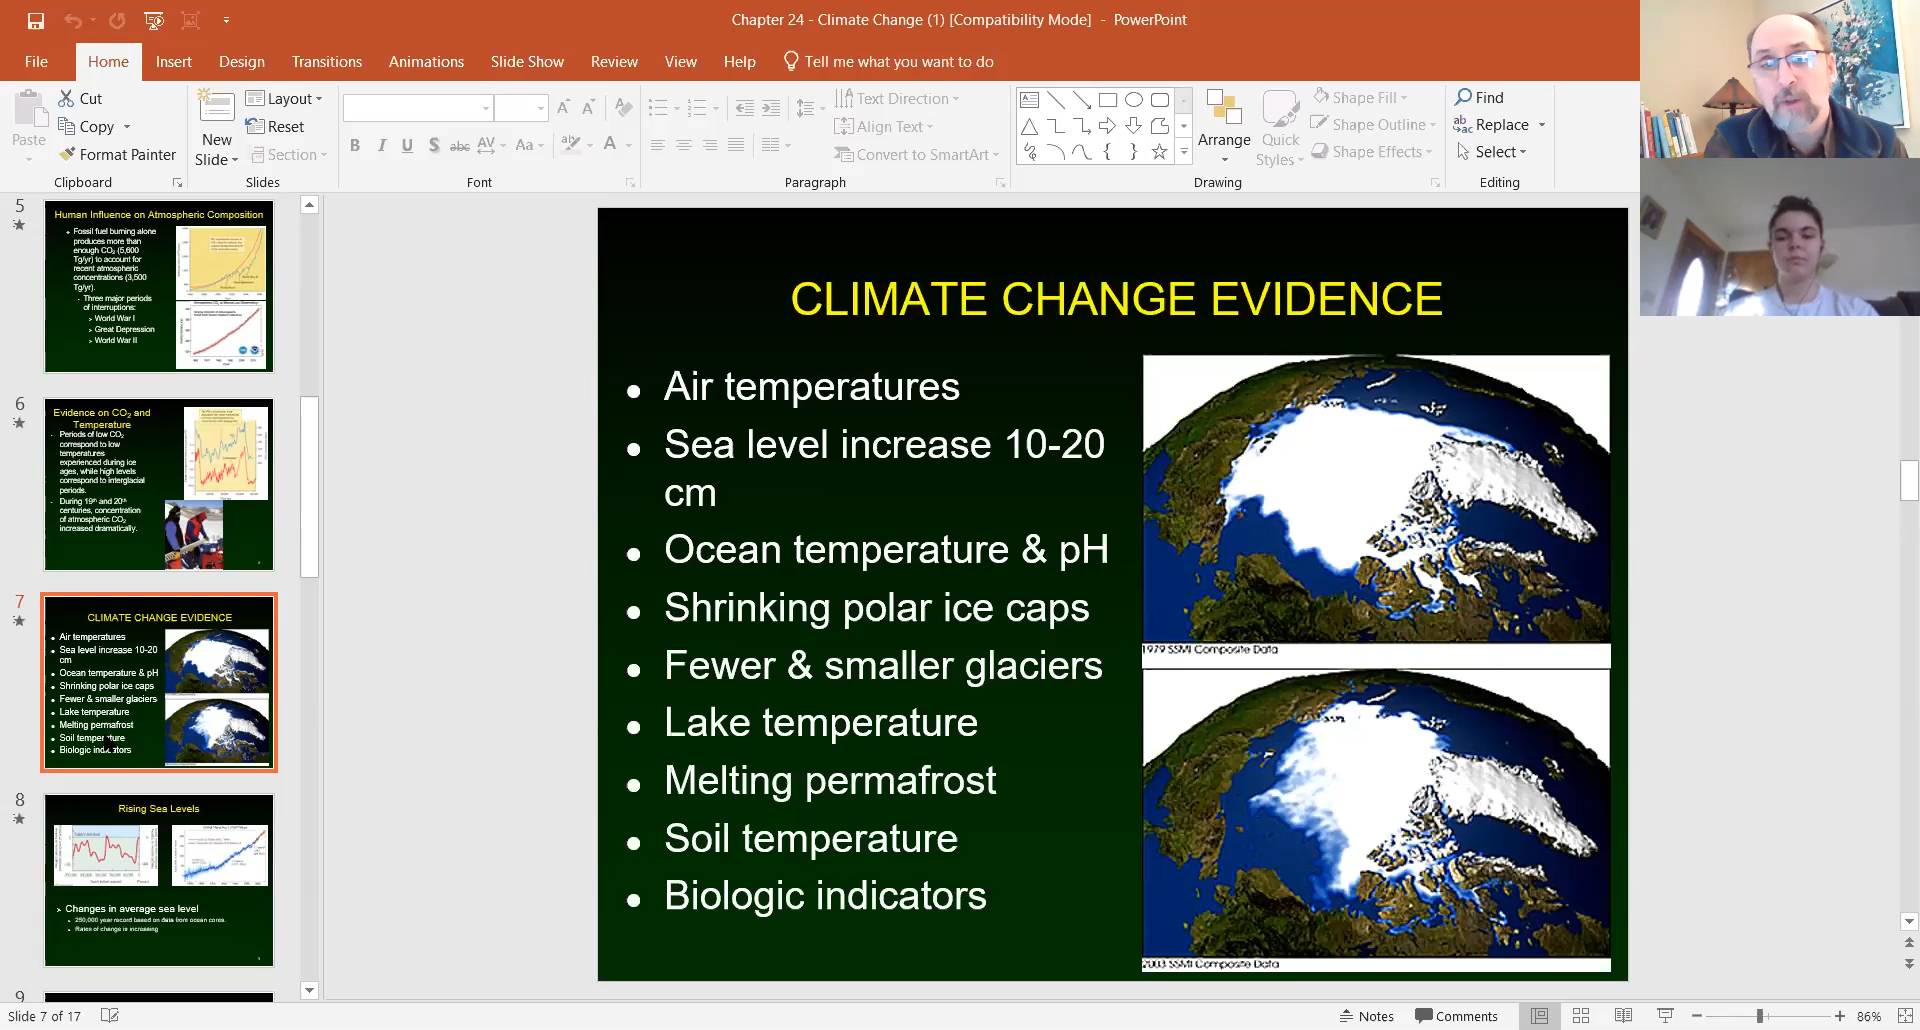 Chapter 24 - Climate Change (1) [Compatibility Mode] - PowerPoint
File Home Insert Design Transitions Animations Slide Show Review View Help Tell me what you want to do
Paste
Cut
Copy
Format Painter
Clipboard
New
Slide
Layout
Reset
Section
Slides
B I U S abc AV Aa A
Font
Text Direction
Align Text
Convert to SmartArt
Paragraph
Arrange
Quick
Styles
Shape Fill
Shape Outline
Shape Effects
Drawing
Find
Replace
Select
Editing
5
Human Influence on Atmospheric Composition
Fossil fuel burning alone
produces more than
enough CO₂ (5,600
Tg/yr) to account for
recent atmospheric
concentrations (3,500
Tg/yr).
Three major periods
of interruptions:
World War I
Great Depression
World War II
6
Evidence on CO₂ and
Temperature
Periods of low CO₂
correspond to low
temperatures
experienced during ice
ages, while high levels
correspond to interglacial
periods.
During 19th and 20th
centuries, concentration
of atmospheric CO₂
increased dramatically.
7
CLIMATE CHANGE EVIDENCE
Air temperatures
Sea level increase 10-20
cm
Ocean temperature & pH
Shrinking polar ice caps
Fewer & smaller glaciers
Lake temperature
Melting permafrost
Soil temperature
Biologic indicators
8
Rising Sea Levels
Changes in average sea level
250,000 year record based on data from ocean cores.
Rates of change is increasing
9
CLIMATE CHANGE EVIDENCE
• Air temperatures
• Sea level increase 10-20
cm
• Ocean temperature & pH
• Shrinking polar ice caps
• Fewer & smaller glaciers
• Lake temperature
• Melting permafrost
• Soil temperature
• Biologic indicators
1979 SSMI Composite Data
2003 SSMI Composite Data
Slide 7 of 17
Notes
Comments
86%